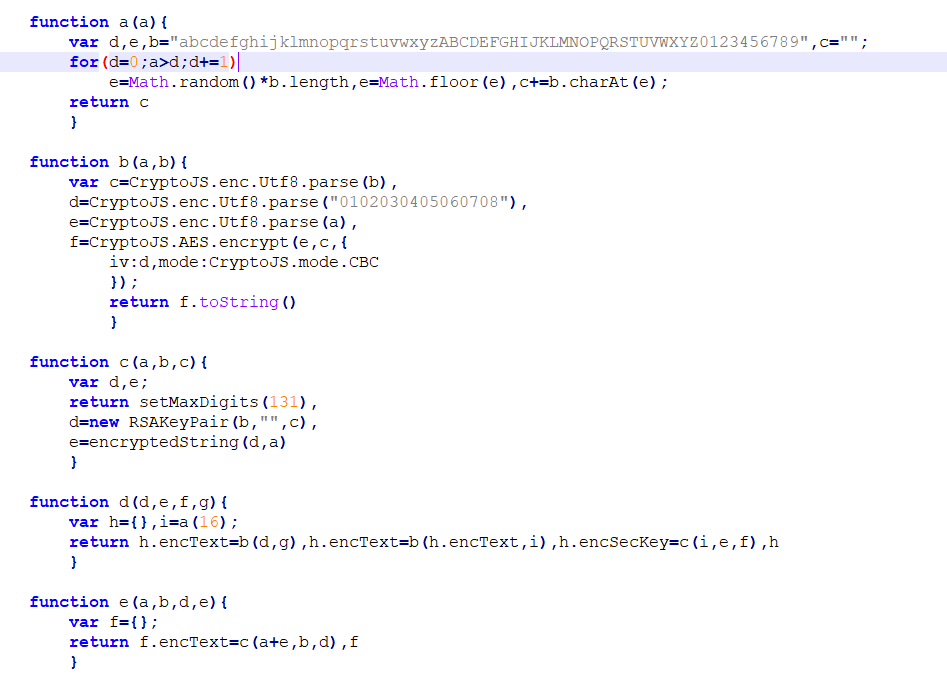 function a(a){
var d,e,b="abcdefghijklmnopqrstuvwxyzABCDEFGHIJKLMNOPQRSTUVWXYZ0123456789",c="";
for(d=0;a>d;d+=1)
e=Math.random()*b.length,e=Math.floor(e),c+=b.charAt(e);
return c
}
function b(a,b){
var c=CryptoJS.enc.Utf8.parse(b),
d=CryptoJS.enc.Utf8.parse("0102030405060708"),
e=CryptoJS.enc.Utf8.parse(a),
f=CryptoJS.AES.encrypt(e,c,{
iv:d,mode:CryptoJS.mode.CBC
});
return f.toString()
}
function c(a,b,c){
var d,e;
return setMaxDigits(131),
d=new RSAKeyPair(b,"",c),
e=encryptedString(d,a)
}
function d(d,e,f,g){
var h={},i=a(16);
return h.encText=b(d,g),h.encText=b(h.encText,i),h.encSecKey=c(i,e,f),h
}
function e(a,b,d,e){
var f={};
return f.encText=c(a+e,b,d),f
}